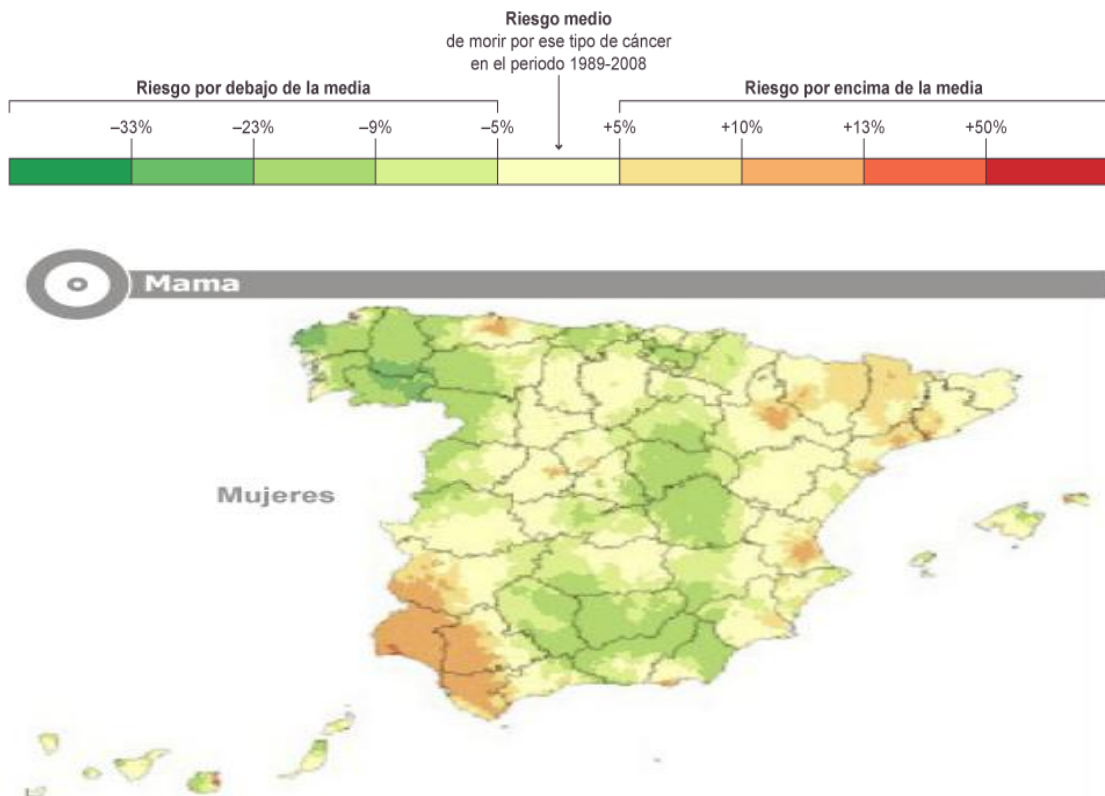 Riesgo medio
de morir por ese tipo de cáncer
en el periodo 1989-2008
Riesgo por debajo de la media
Riesgo por encima de la media
–33% –23% –9% –5% +5% +10% +13% +50%
Mama
Mujeres